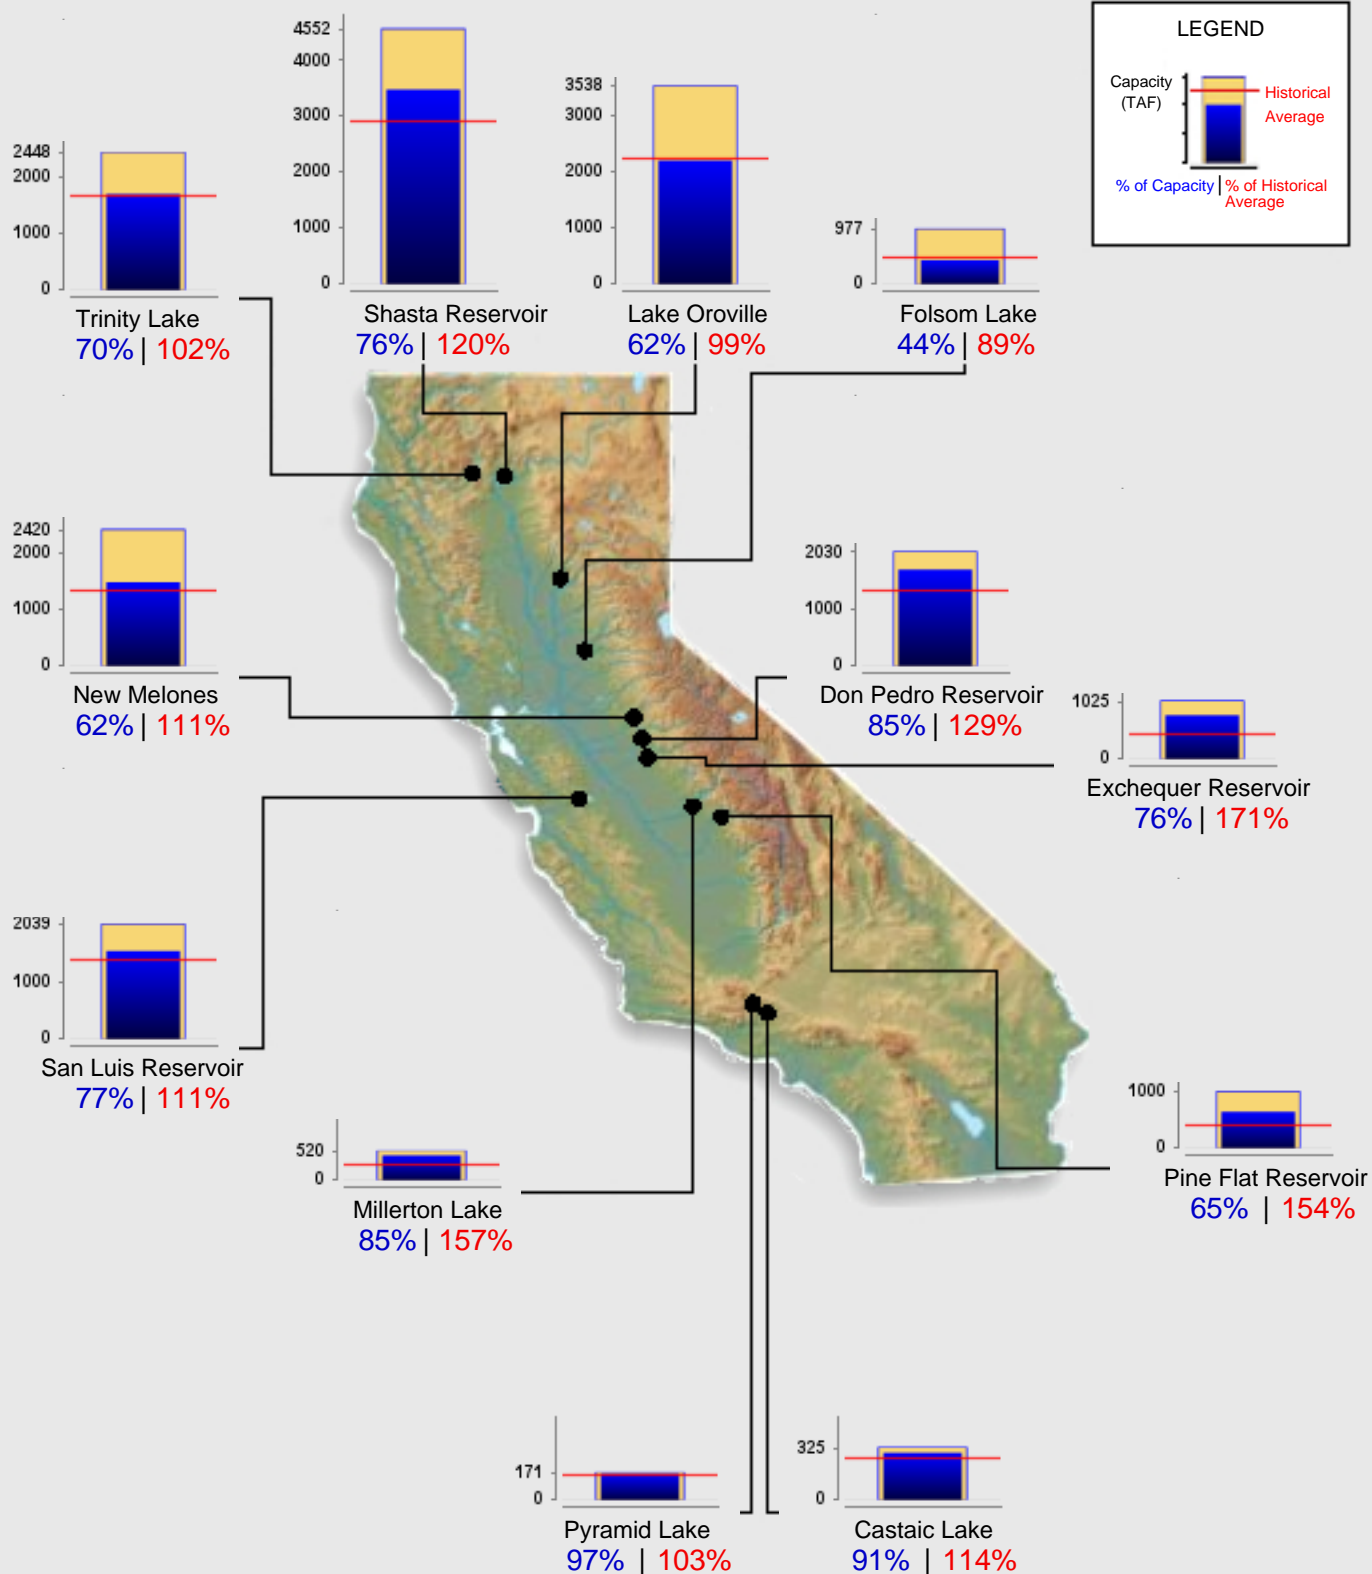 LEGEND
Capacity
(TAF)
Historical
Average
% of Capacity | % of Historical
Average
4552
4000
3000
2000
1000
0
Shasta Reservoir
76% | 120%
3538
3000
2000
1000
0
Lake Oroville
62% | 99%
2448
2000
1000
0
Trinity Lake
70% | 102%
977
0
Folsom Lake
44% | 89%
2420
2000
1000
0
New Melones
62% | 111%
2030
1000
0
Don Pedro Reservoir
85% | 129%
1025
0
Exchequer Reservoir
76% | 171%
2039
1000
0
San Luis Reservoir
77% | 111%
520
0
Millerton Lake
85% | 157%
1000
0
Pine Flat Reservoir
65% | 154%
171
0
Pyramid Lake
97% | 103%
325
0
Castaic Lake
91% | 114%